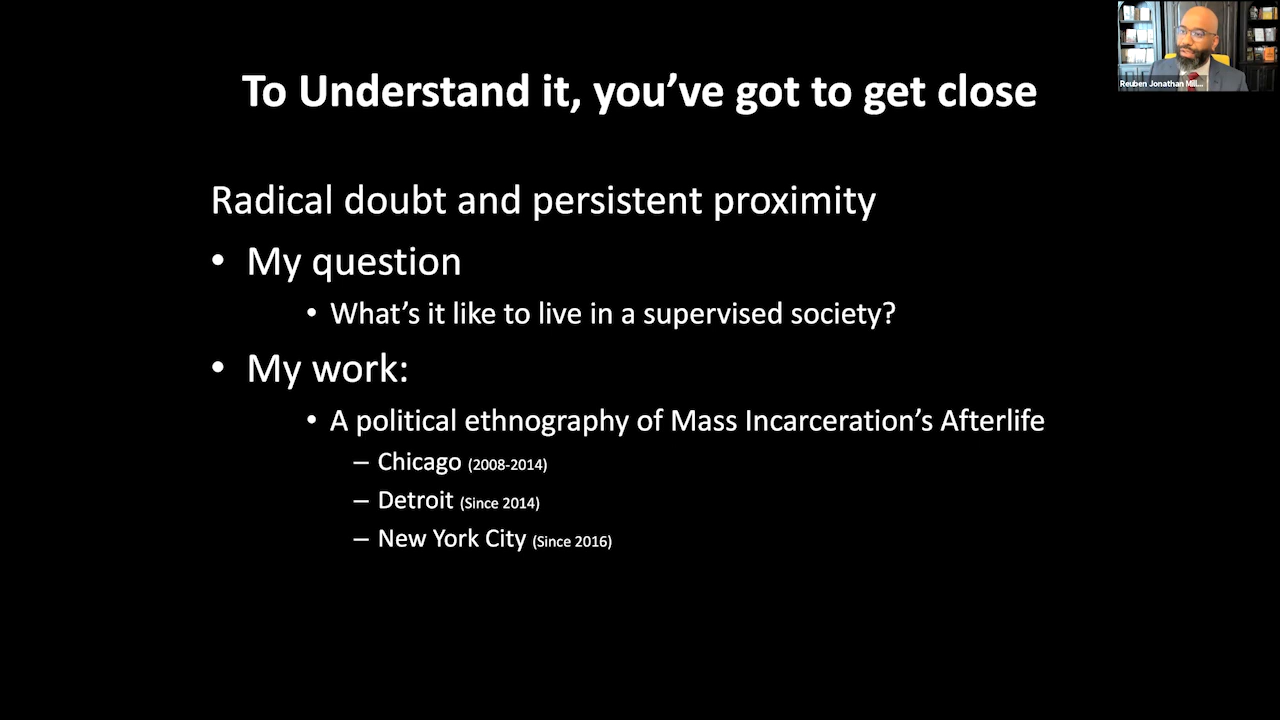 To Understand it, you've got to get close
Reuben Jonathan Mil...
Radical doubt and persistent proximity
• My question
• What's it like to live in a supervised society?
• My work:
• A political ethnography of Mass Incarceration's Afterlife
– Chicago (2008-2014)
– Detroit (Since 2014)
– New York City (Since 2016)